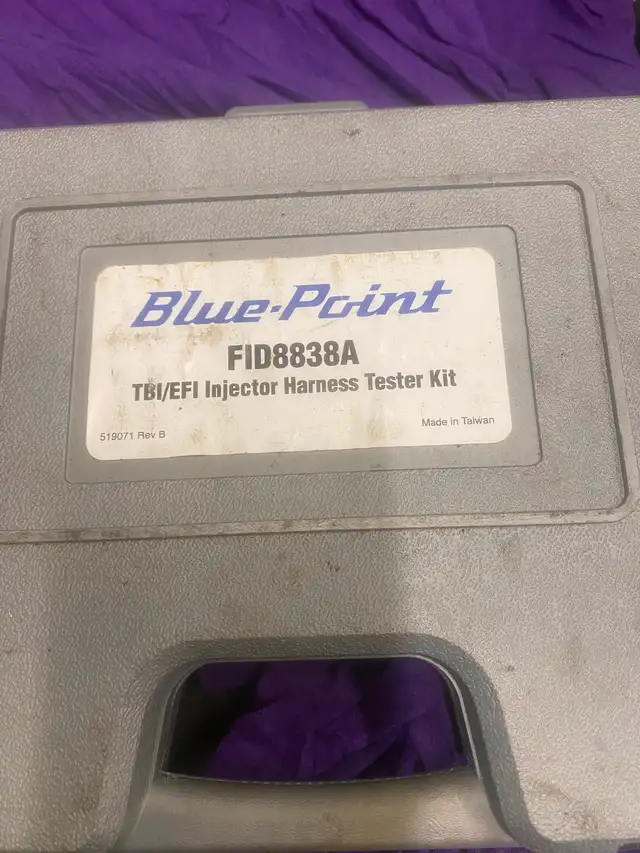 Blue-Point
FID8838A
TBI/EFI Injector Harness Tester Kit
519071 Rev B
Made in Taiwan